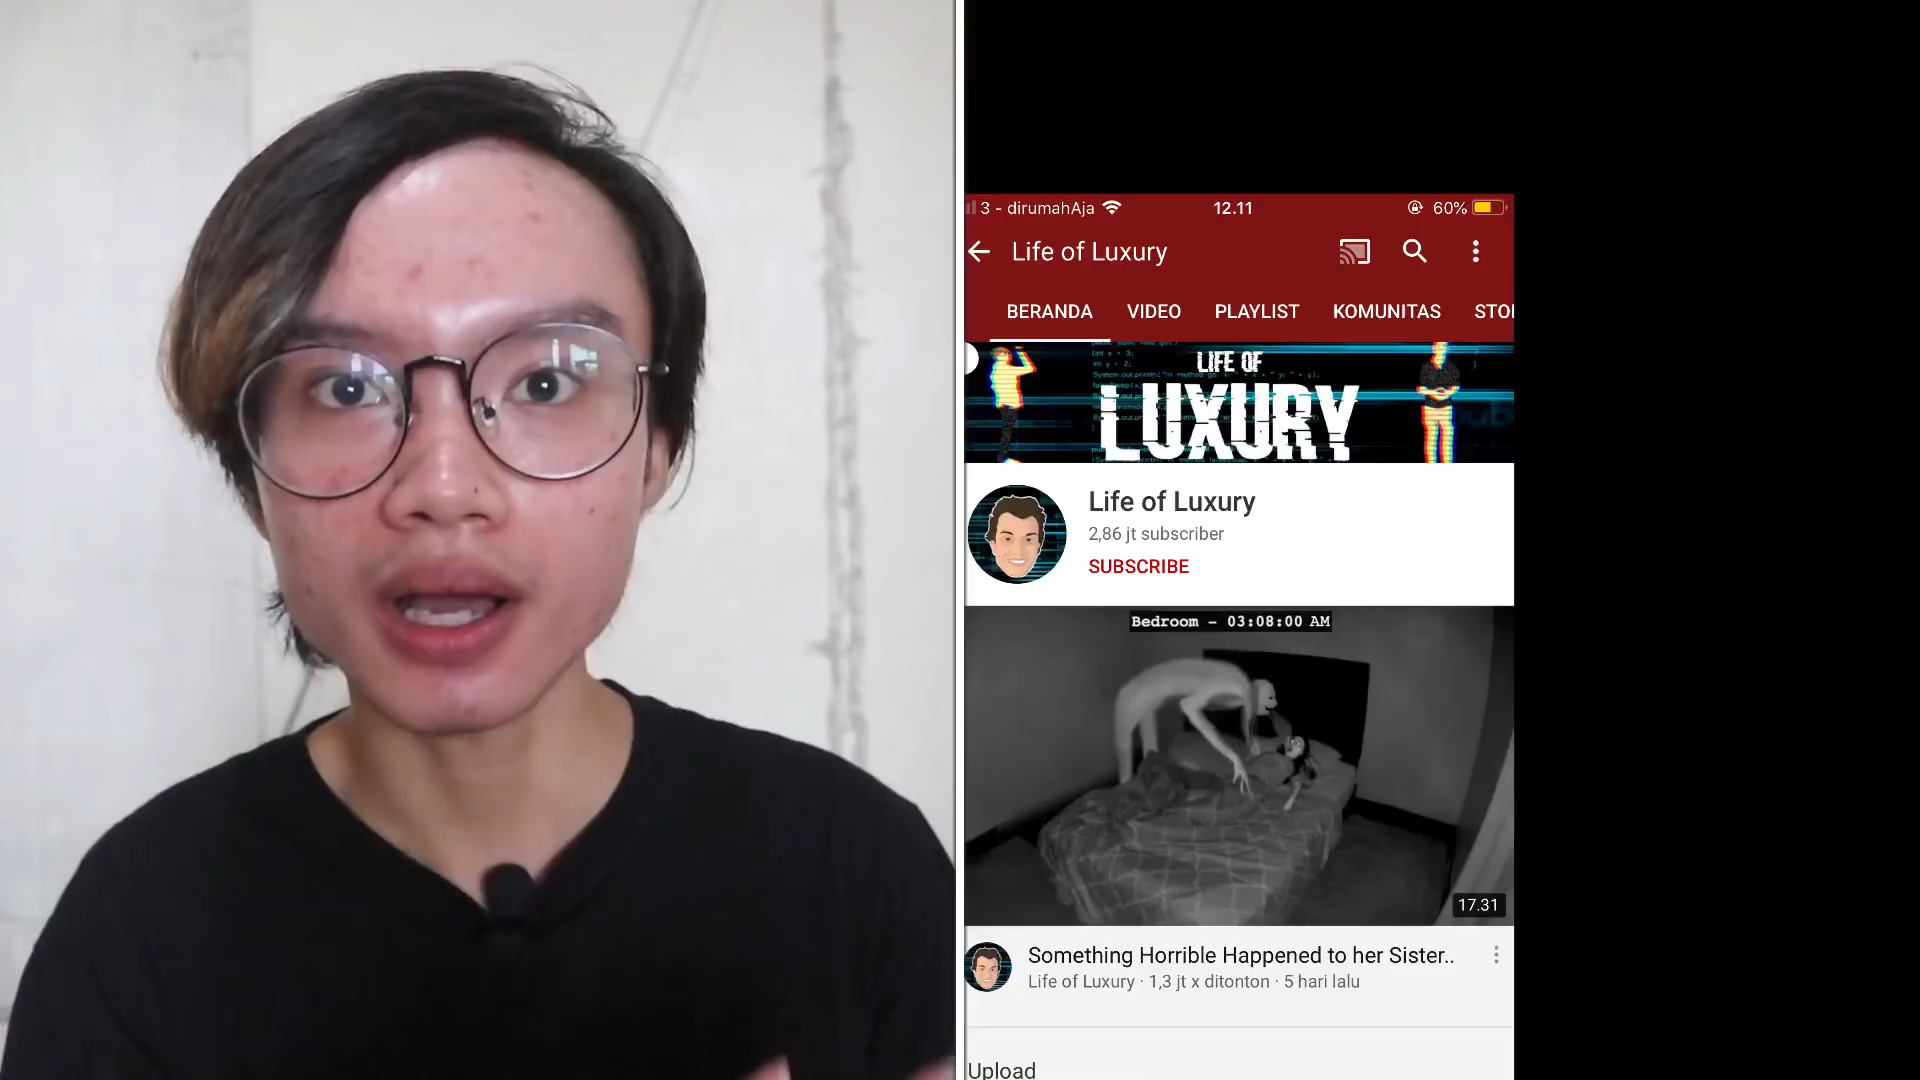 3 - dirumahAja 12.11 60%
Life of Luxury
BERANDA VIDEO PLAYLIST KOMUNITAS STO
LIFE OF
LUXURY
Life of Luxury
2,86 jt subscriber
SUBSCRIBE
Bedroom - 03:08:00 AM
17.31
Something Horrible Happened to her Sister..
Life of Luxury · 1,3 jt x ditonton · 5 hari lalu
Upload